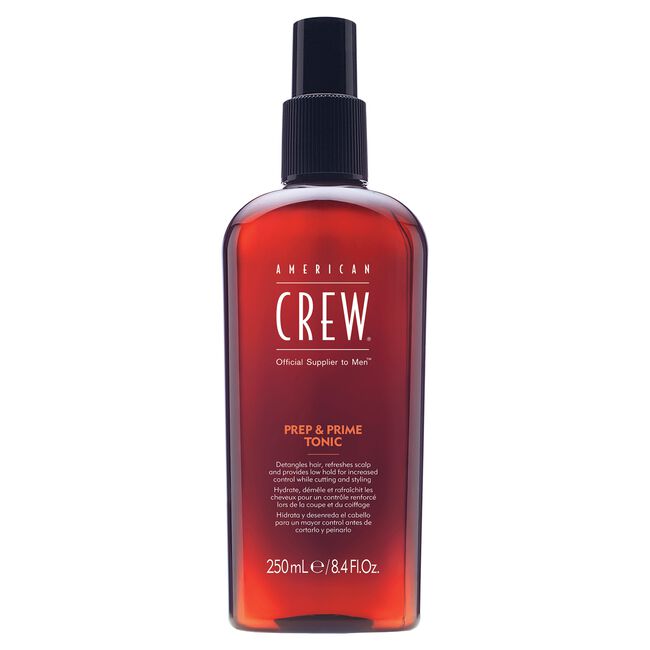 AMERICAN
CREW®
Official Supplier to Men™
PREP & PRIME
TONIC
Detangles hair, refreshes scalp
and provides low hold for increased
control while cutting and styling
Hydrate, démêle et rafraîchit les
cheveux pour un contrôle renforcé
lors de la coupe et du coiffage
Hidrata y desenreda el cabello
para un mayor control antes de
cortarlo y peinarlo
250 mL ℮/8.4 Fl.Oz.